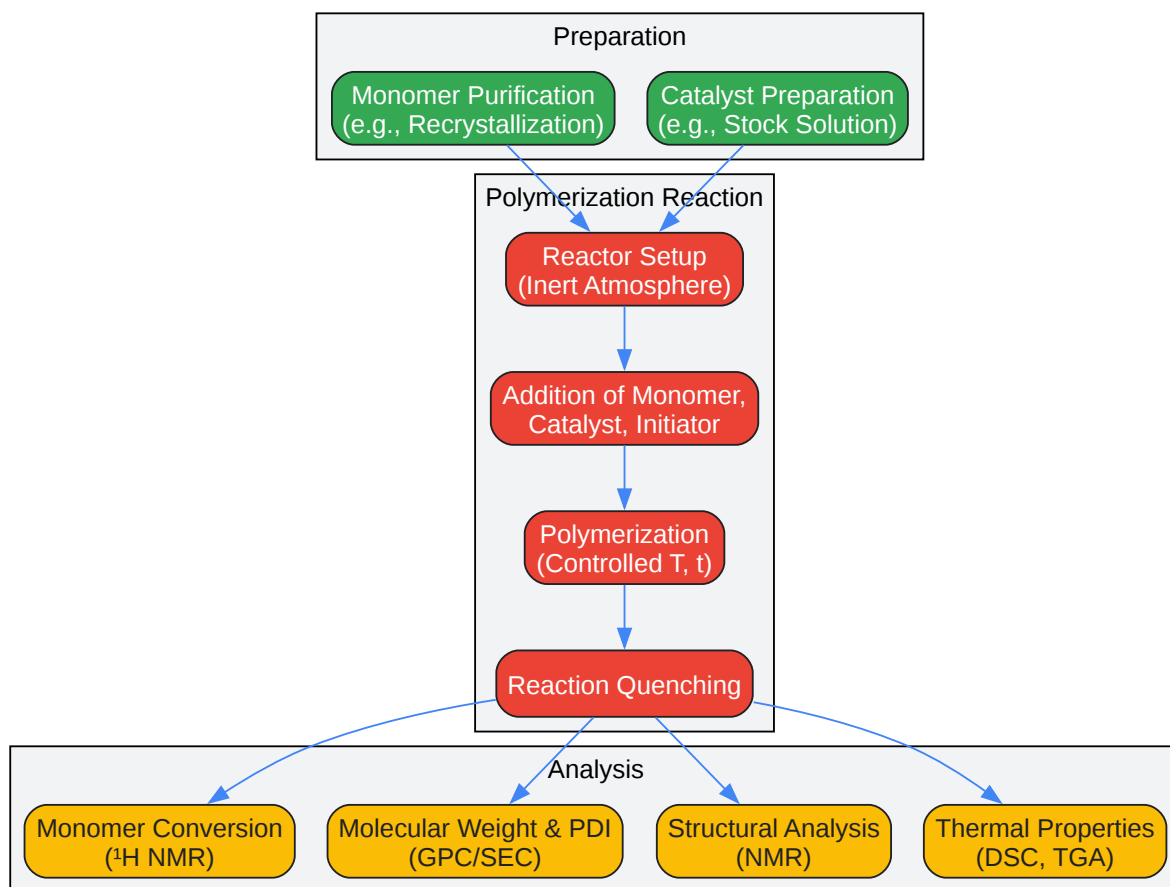 Preparation
Monomer Purification
(e.g., Recrystallization)
Catalyst Preparation
(e.g., Stock Solution)
Polymerization Reaction
Reactor Setup
(Inert Atmosphere)
Addition of Monomer,
Catalyst, Initiator
Polymerization
(Controlled T, t)
Reaction Quenching
Analysis
Monomer Conversion
(¹H NMR)
Molecular Weight & PDI
(GPC/SEC)
Structural Analysis
(NMR)
Thermal Properties
(DSC, TGA)